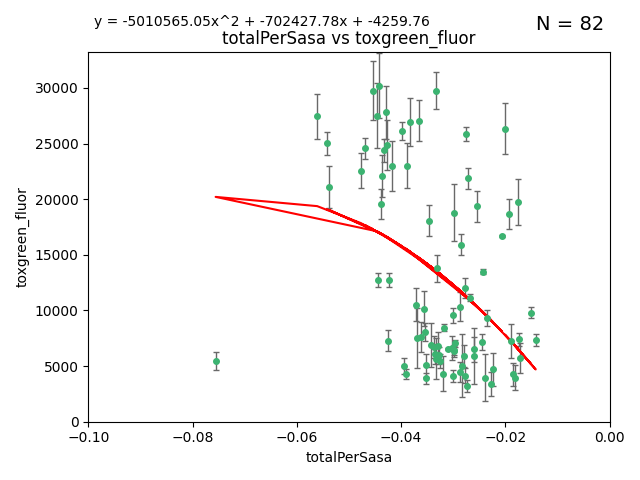 y = -5010565.05x^2 + -702427.78x + -4259.76
N = 82
totalPerSasa vs toxgreen_fluor
30000
25000
20000
15000
10000
5000
0
toxgreen_fluor
−0.10
−0.08
−0.06
−0.04
−0.02
0.00
totalPerSasa